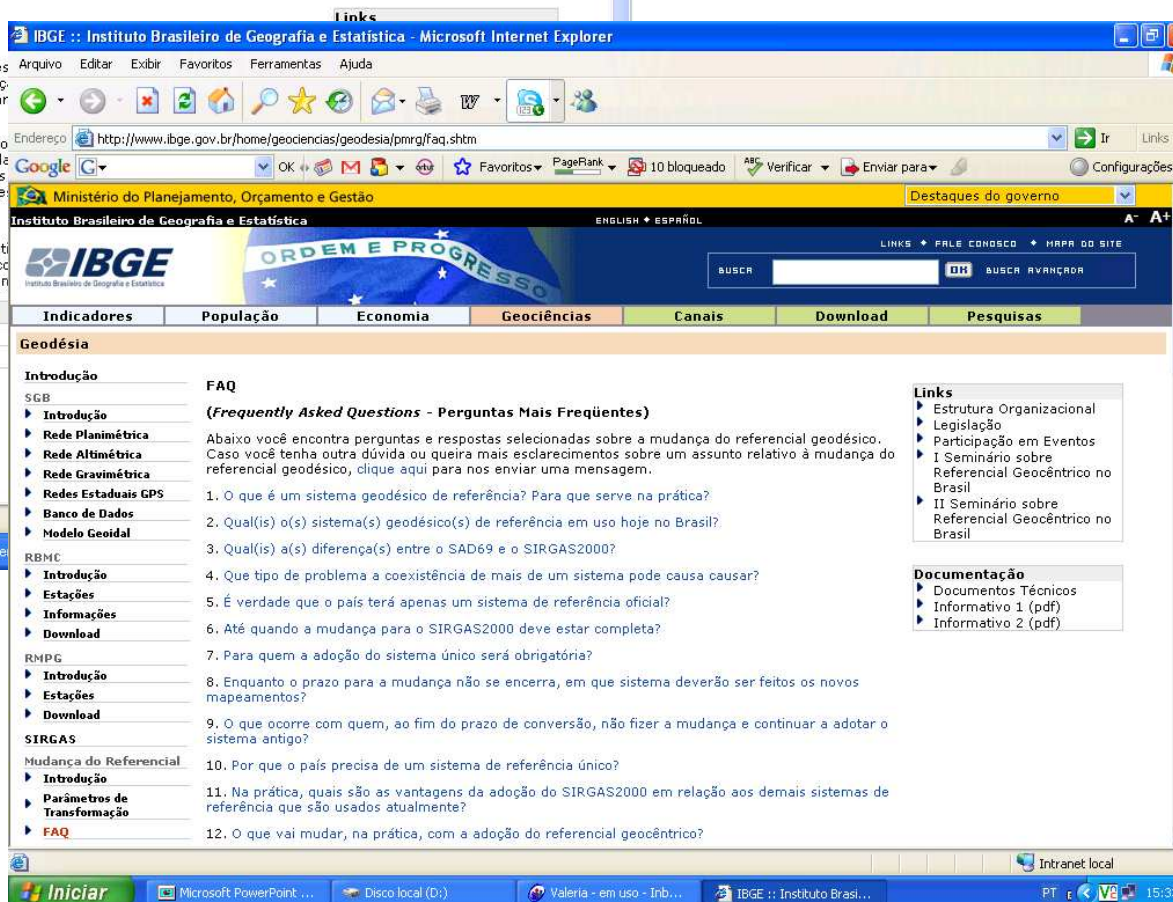 Links
IBGE :: Instituto Brasileiro de Geografia e Estatística - Microsoft Internet Explorer
Arquivo Editar Exibir Favoritos Ferramentas Ajuda
Endereço http://www.ibge.gov.br/home/geociencias/geodesia/pmrg/faq.shtm Ir Links
Google G OK Favoritos PageRank 10 bloqueado Verificar Enviar para Configurações
Ministério do Planejamento, Orçamento e Gestão Destaques do governo
Instituto Brasileiro de Geografia e Estatística ENGLISH ESPAÑOL A- A+
LINKS FALE CONOSCO MAPA DO SITE
ORDEM E PROGRESSO
IBGE
Instituto Brasileiro de Geografia e Estatística
BUSCA OK BUSCA AVANÇADA
Indicadores População Economia Geociências Canais Download Pesquisas
Geodésia
Introdução
SGB
Introdução
Rede Planimétrica
Rede Altimétrica
Rede Gravimétrica
Redes Estaduais GPS
Banco de Dados
Modelo Geoidal
RBMC
Introdução
Estações
Informações
Download
RMPG
Introdução
Estações
Download
SIRGAS
Mudança do Referencial
Introdução
Parâmetros de
Transformação
FAQ
FAQ
(Frequently Asked Questions - Perguntas Mais Freqüentes)
Abaixo você encontra perguntas e respostas selecionadas sobre a mudança do referencial geodésico.
Caso você tenha outra dúvida ou queira mais esclarecimentos sobre um assunto relativo à mudança do
referencial geodésico, clique aqui para nos enviar uma mensagem.
1. O que é um sistema geodésico de referência? Para que serve na prática?
2. Qual(is) o(s) sistema(s) geodésico(s) de referência em uso hoje no Brasil?
3. Qual(is) a(s) diferença(s) entre o SAD69 e o SIRGAS2000?
4. Que tipo de problema a coexistência de mais de um sistema pode causa causar?
5. É verdade que o país terá apenas um sistema de referência oficial?
6. Até quando a mudança para o SIRGAS2000 deve estar completa?
7. Para quem a adoção do sistema único será obrigatória?
8. Enquanto o prazo para a mudança não se encerra, em que sistema deverão ser feitos os novos
mapeamentos?
9. O que ocorre com quem, ao fim do prazo de conversão, não fizer a mudança e continuar a adotar o
sistema antigo?
10. Por que o país precisa de um sistema de referência único?
11. Na prática, quais são as vantagens da adoção do SIRGAS2000 em relação aos demais sistemas de
referência que são usados atualmente?
12. O que vai mudar, na prática, com a adoção do referencial geocêntrico?
Links
Estrutura Organizacional
Legislação
Participação em Eventos
I Seminário sobre
Referencial Geocêntrico no
Brasil
II Seminário sobre
Referencial Geocêntrico no
Brasil
Documentação
Documentos Técnicos
Informativo 1 (pdf)
Informativo 2 (pdf)
Intranet local
Iniciar Microsoft PowerPoint ... Disco local (D:) Valeria - em uso - Inb... IBGE :: Instituto Brasi... PT